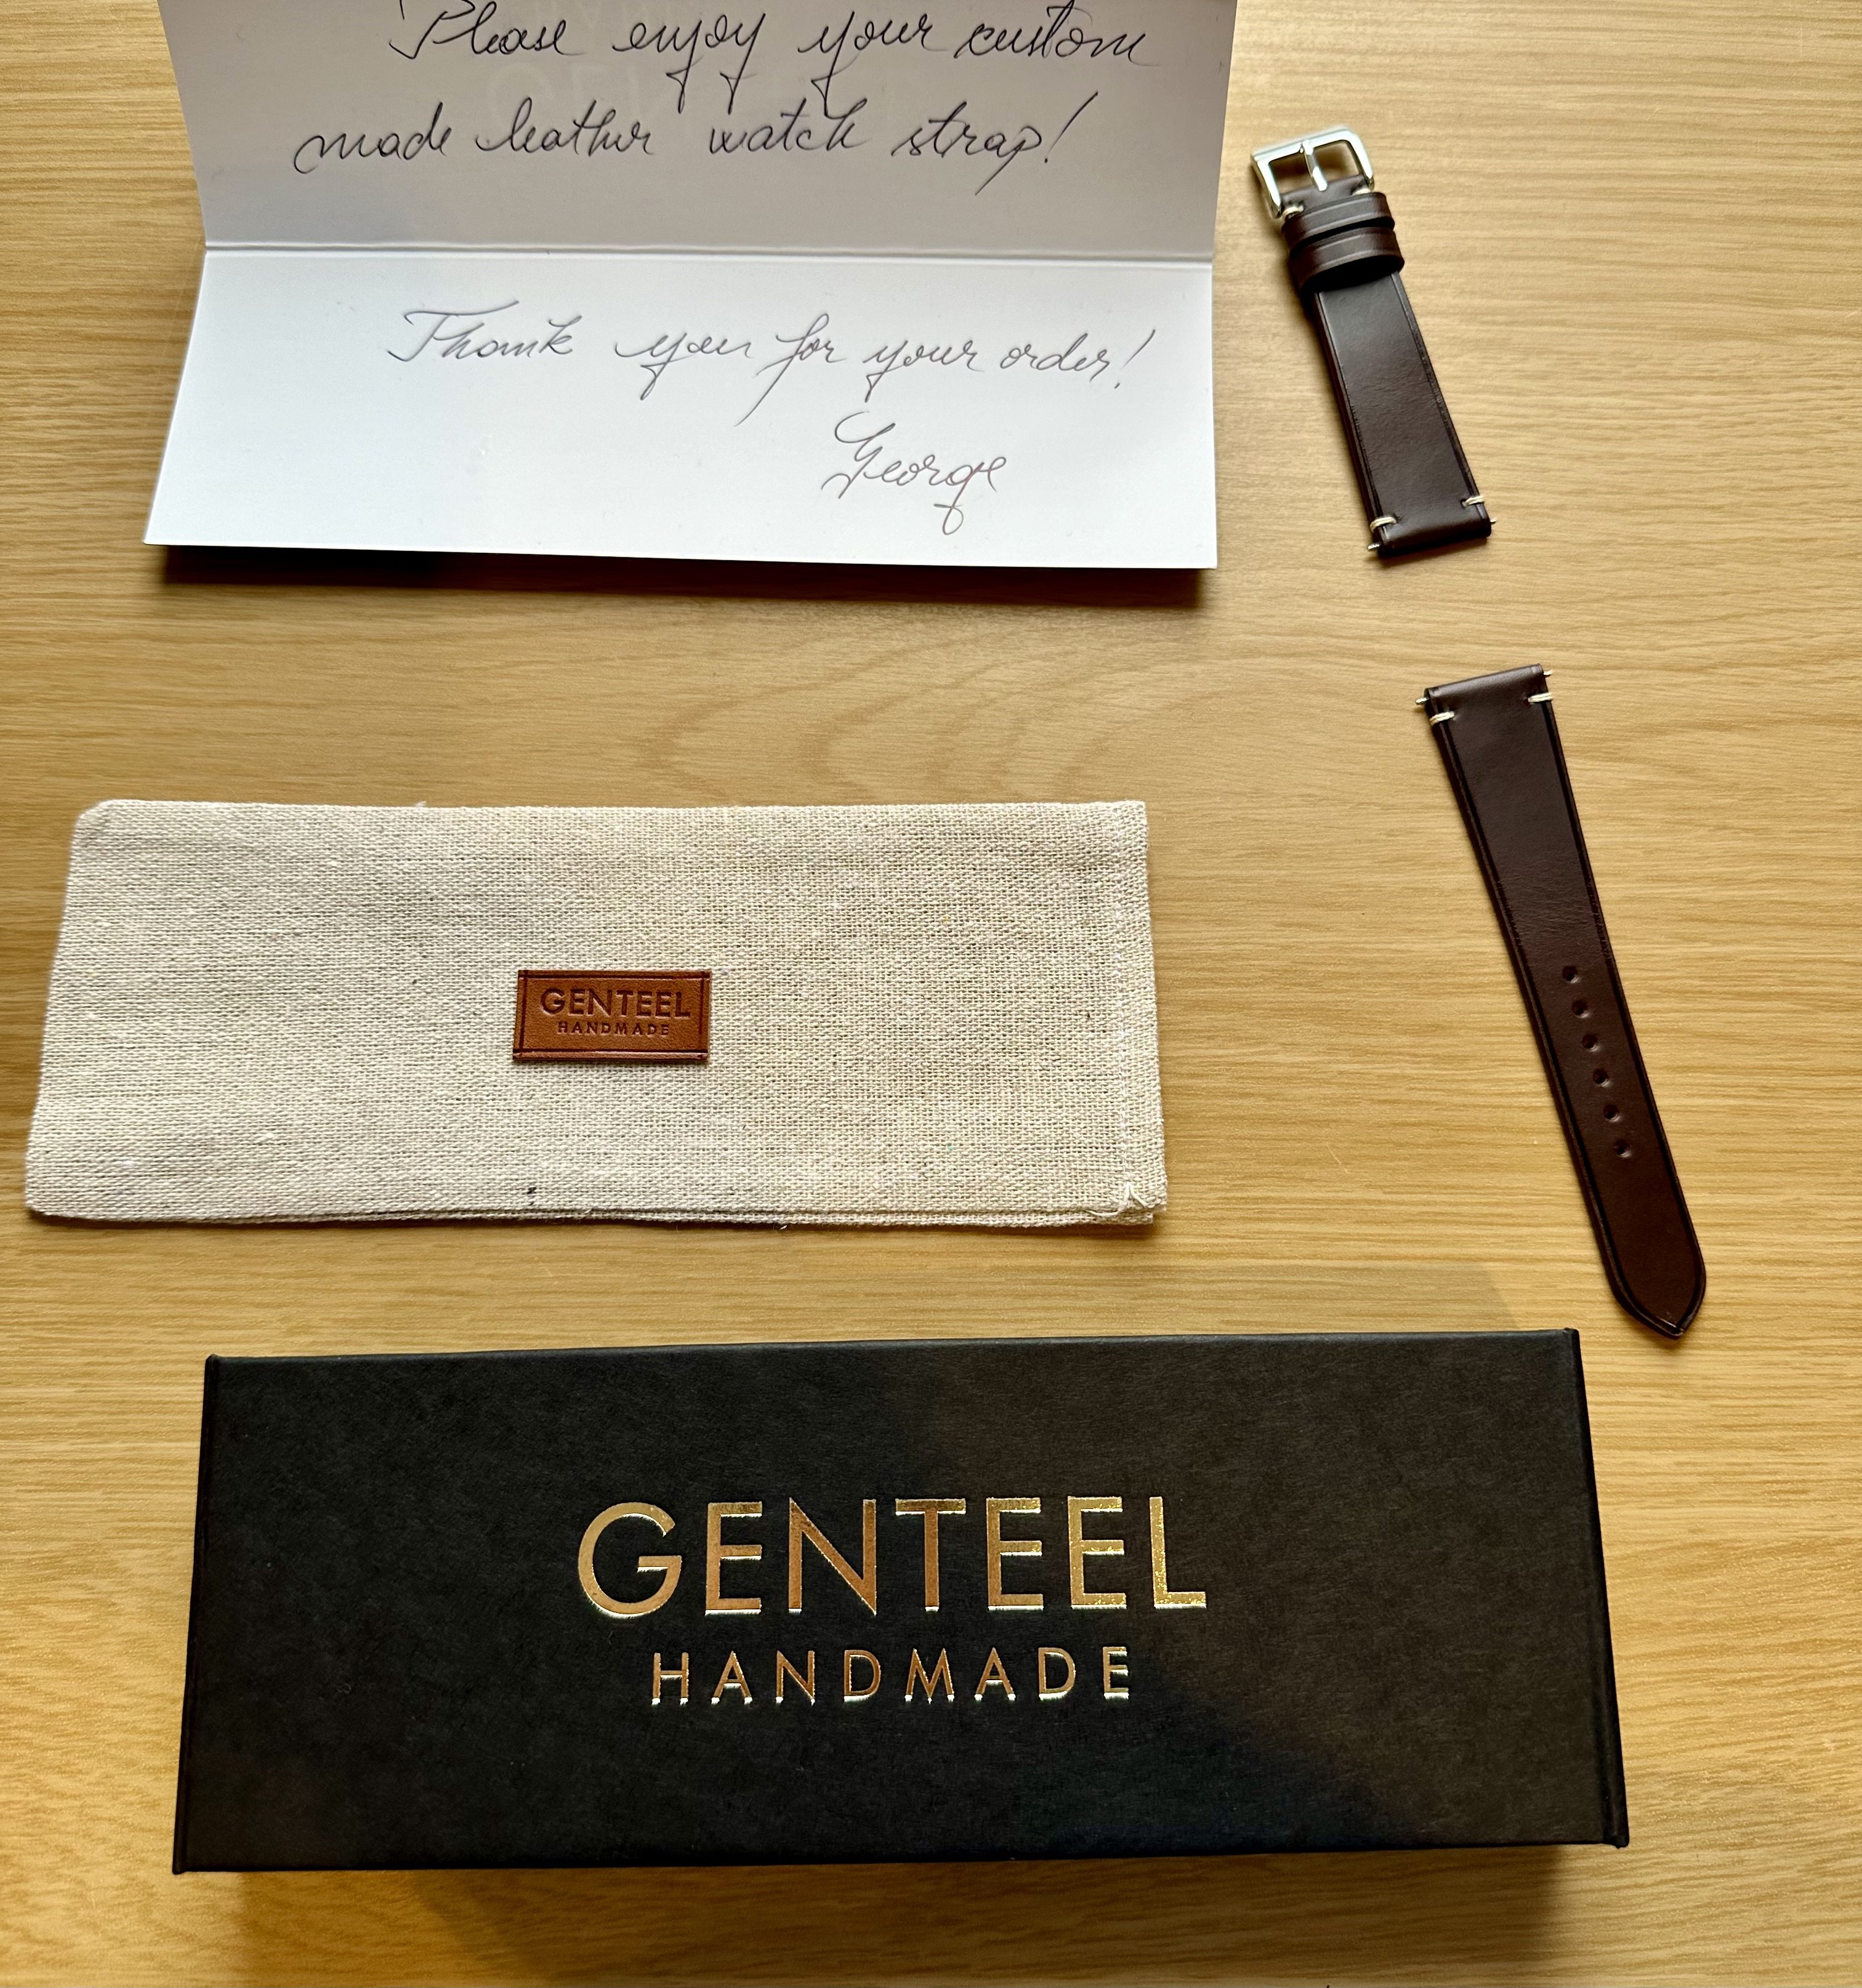 Please enjoy your custom
made leather watch strap!
Thank you for your order!
George
GENTEEL
HANDMADE
GENTEEL
HANDMADE